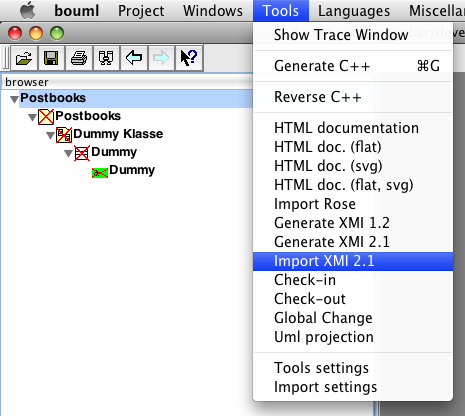 bouml Project Windows Tools Languages Miscella
Show Trace Window
Generate C++ ⌘G
Reverse C++
HTML documentation
HTML doc. (flat)
HTML doc. (svg)
HTML doc. (flat, svg)
Import Rose
Generate XMI 1.2
Generate XMI 2.1
Import XMI 2.1
Check-in
Check-out
Global Change
Uml projection
Tools settings
Import settings
browser
Postbooks
Postbooks
Dummy Klasse
Dummy
Dummy